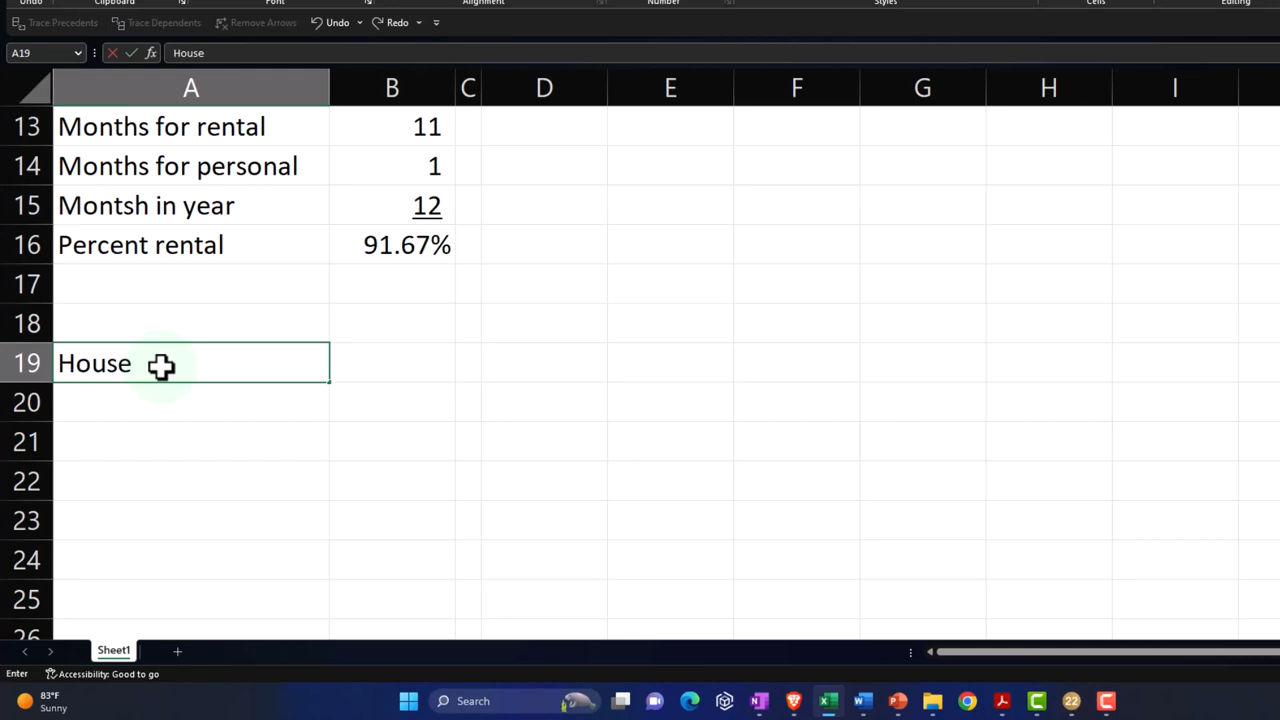 Undo Clipboard Font Alignment Number Styles Cells Editing
Trace Precedents Trace Dependents Remove Arrows Undo Redo
A19 fx House
A B C D E F G H I
13 Months for rental 11
14 Months for personal 1
15 Montsh in year 12
16 Percent rental 91.67%
17
18
19 House
20
21
22
23
24
25
26
Sheet1
Enter Accessibility: Good to go
83°F Search 22
Sunny